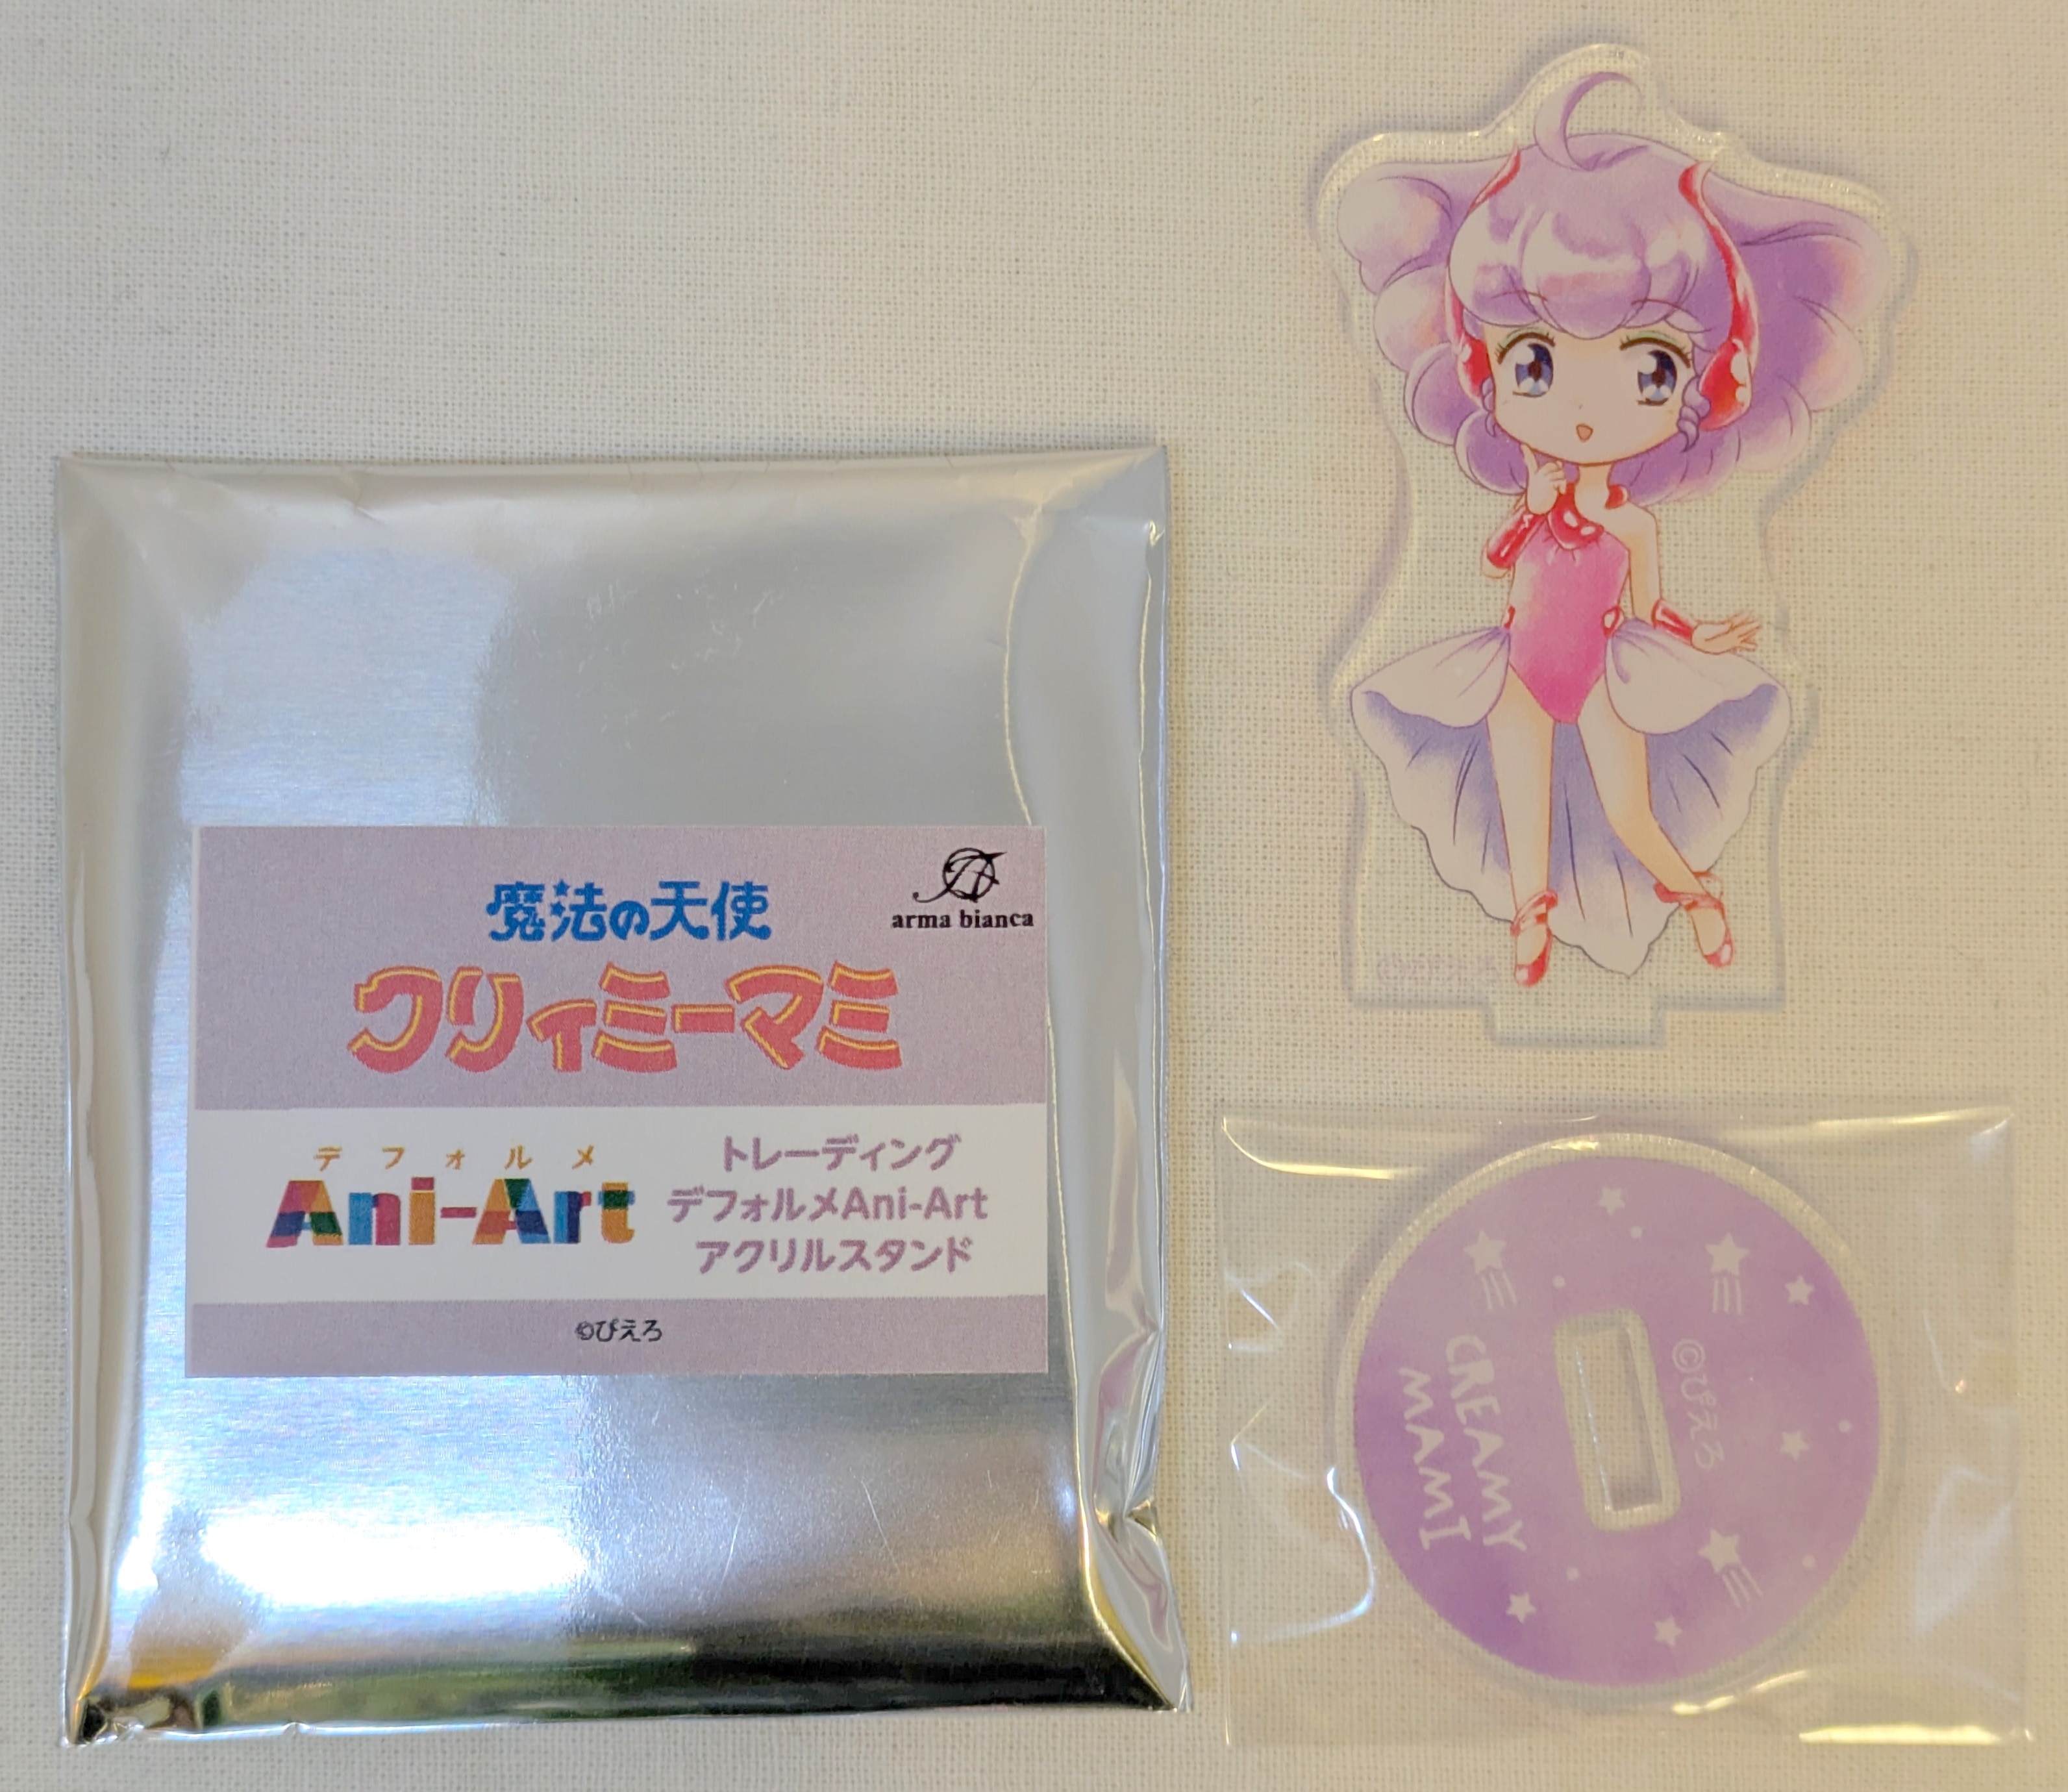 魔法の天使
arma bianca
クリィミーマミ
デフォルメ
Ani-Art
トレーディング
デフォルメAni-Art
アクリルスタンド
©ぴえろ
CREAMY
MAMI
©ぴえろ